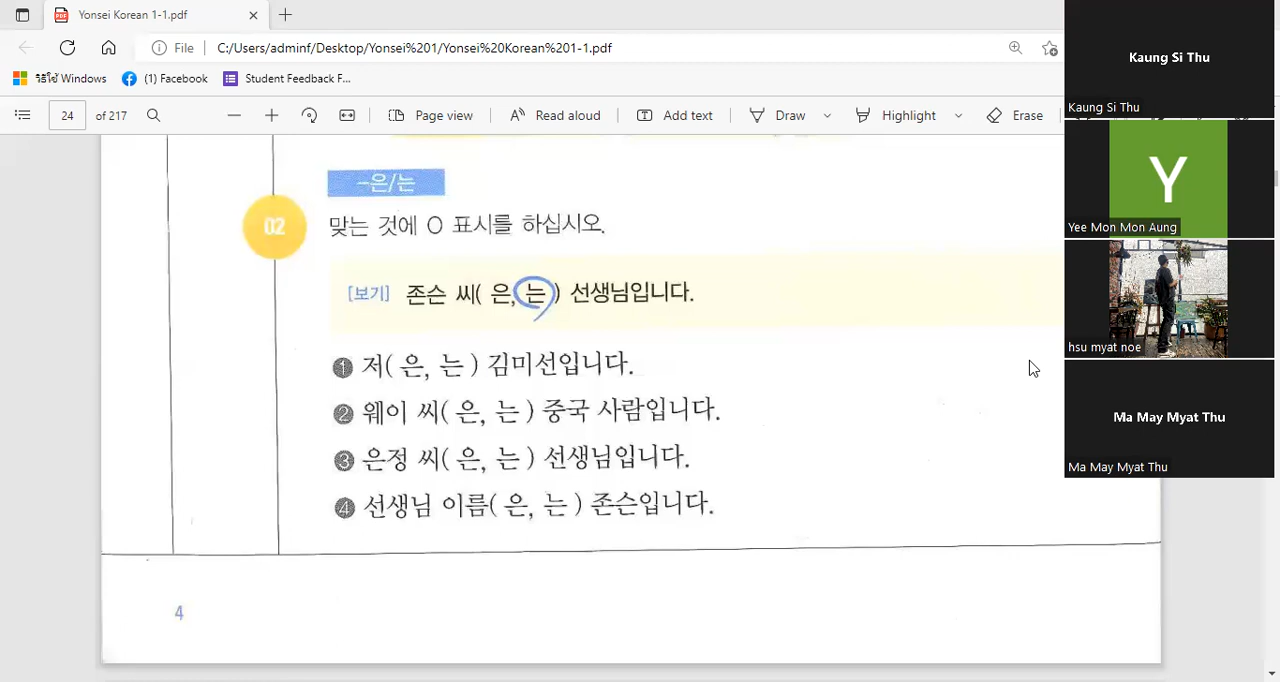 Yonsei Korean 1-1.pdf
File C:/Users/adminf/Desktop/Yonsei%201/Yonsei%20Korean%201-1.pdf
วิธีใช้ Windows (1) Facebook Student Feedback F...
24 of 217 Page view Read aloud Add text Draw Highlight Erase
-은/는
02 맞는 것에 O 표시를 하십시오.
[보기] 존슨 씨( 은, 는 ) 선생님입니다.
1 저( 은, 는 ) 김미선입니다.
2 웨이 씨( 은, 는 ) 중국 사람입니다.
3 은정 씨( 은, 는 ) 선생님입니다.
4 선생님 이름( 은, 는 ) 존슨입니다.
4
Kaung Si Thu
Kaung Si Thu
Y
Yee Mon Mon Aung
hsu myat noe
Ma May Myat Thu
Ma May Myat Thu